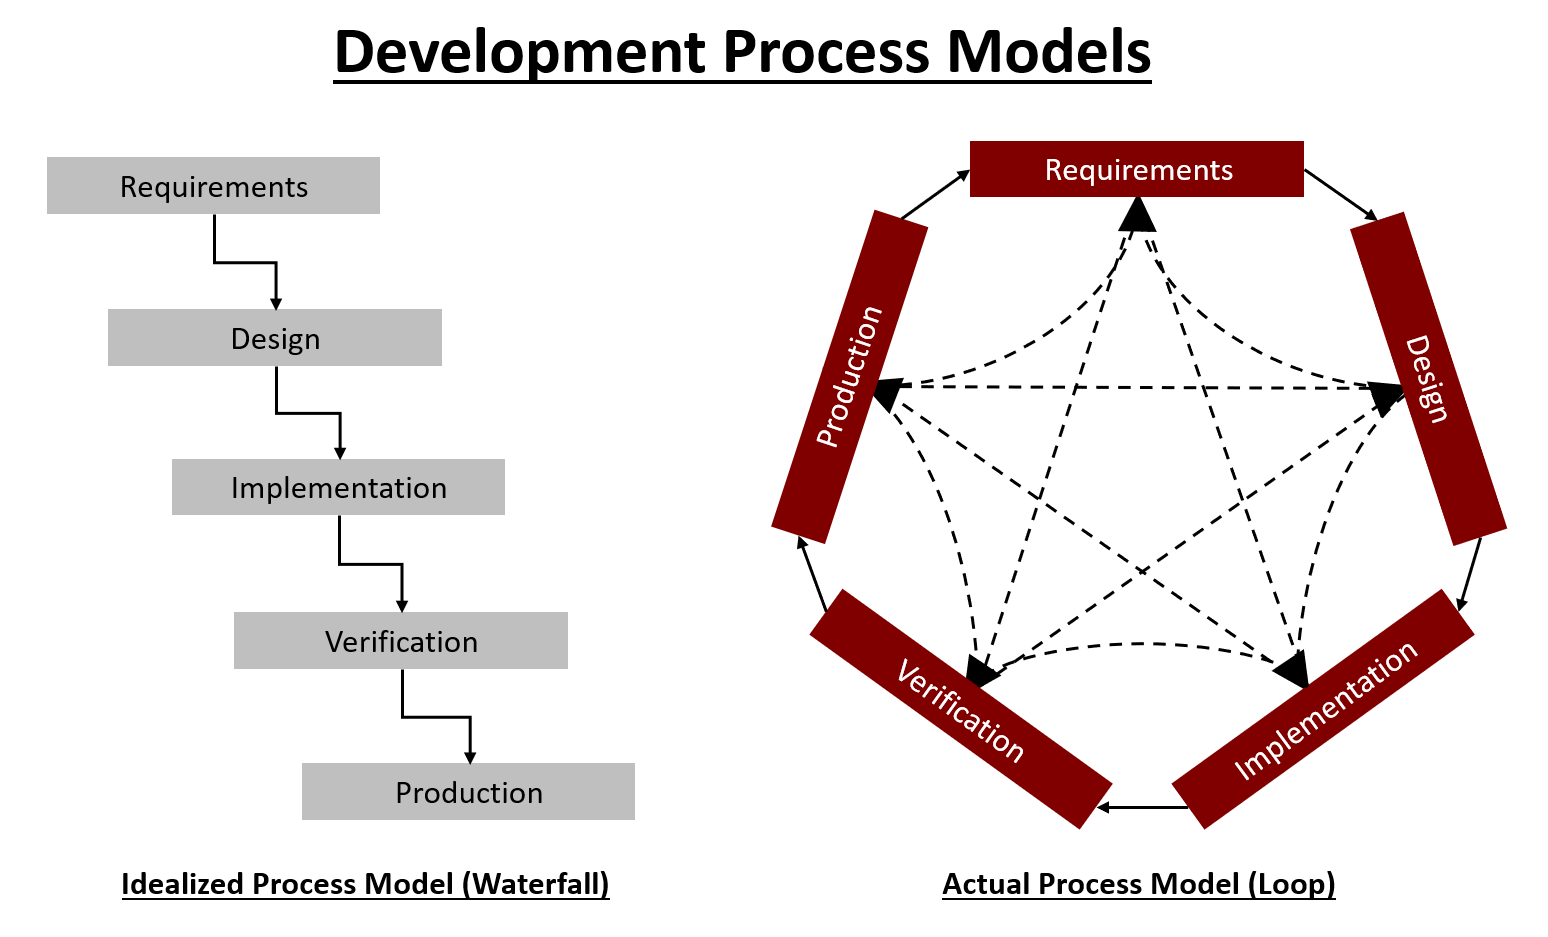 Development Process Models
Requirements
Design
Implementation
Verification
Production
Idealized Process Model (Waterfall)
Requirements
Design
Implementation
Verification
Production
Actual Process Model (Loop)